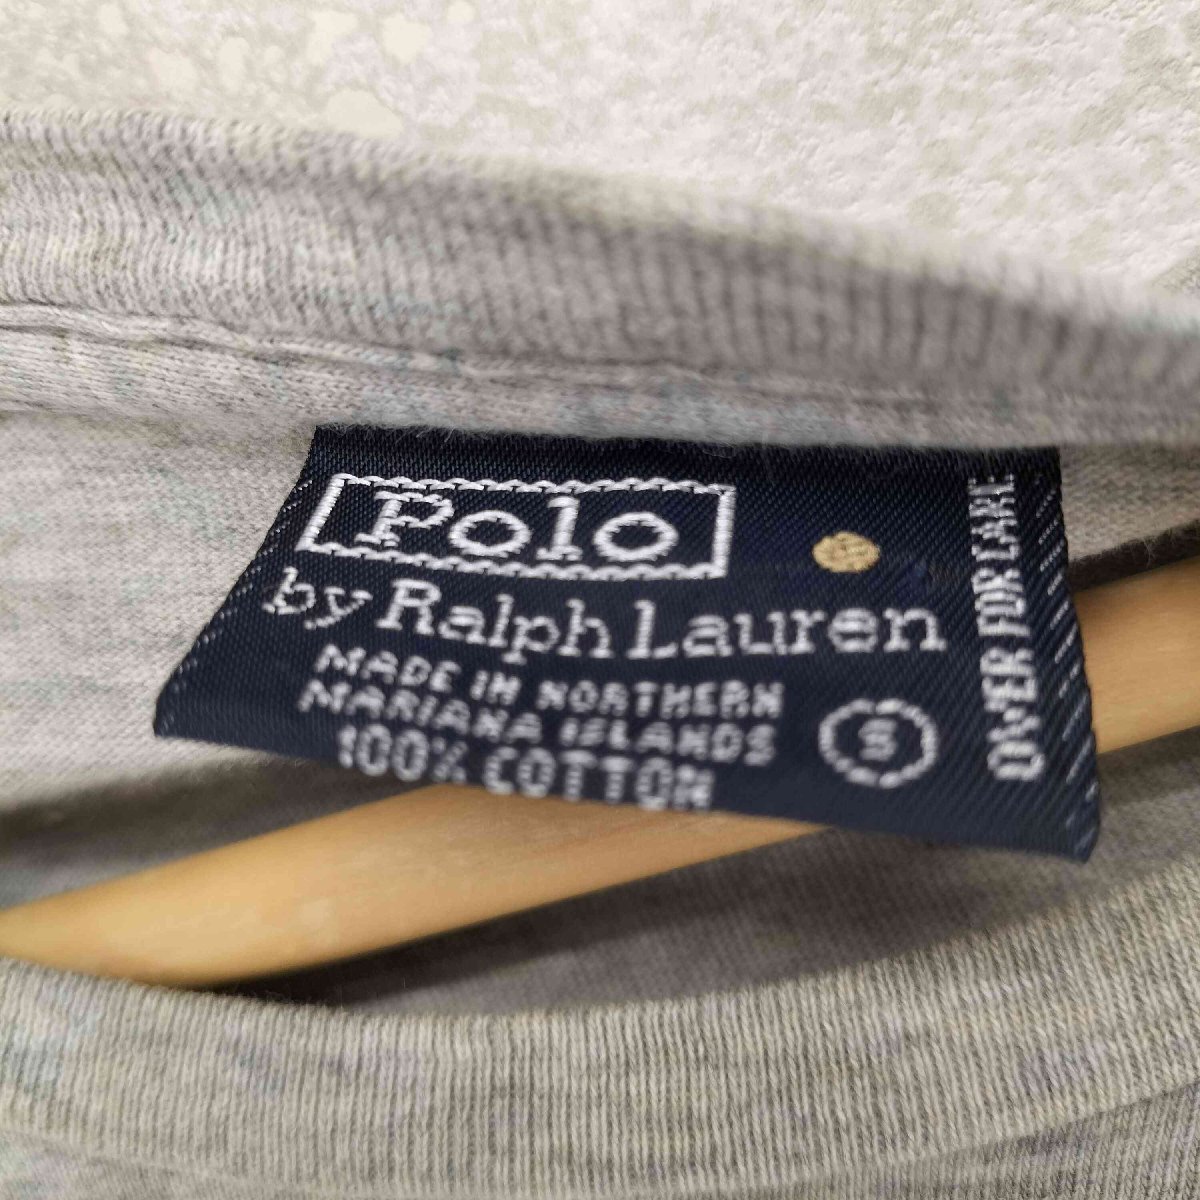 Polo
by Ralph Lauren
MADE IN NORTHERN
MARIANA ISLANDS
100% COTTON
S
OVER FOR CARE